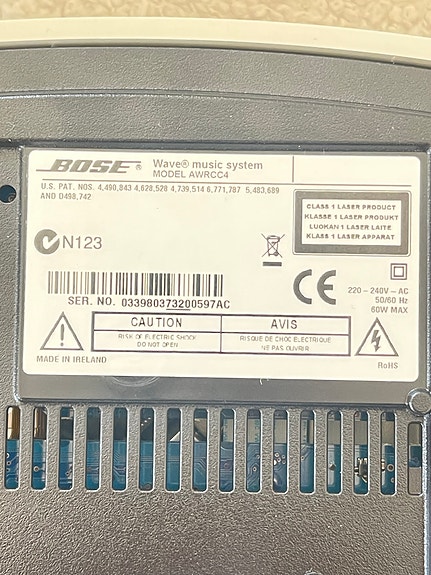 BOSE® Wave® music system
MODEL AWRCC4
U.S. PAT. NOS. 4,490,843 4,628,528 4,739,514 6,771,787 5,483,689
AND D498,742
CLASS 1 LASER PRODUCT
KLASSE 1 LASER PRODUKT
LUOKAN 1 LASER LAITE
KLASS 1 LASER APPARAT
N123
CE
220 - 240V ~ AC
50/60 Hz
60W MAX
SER. NO. 033980373200597AC
CAUTION
RISK OF ELECTRIC SHOCK
DO NOT OPEN
AVIS
RISQUE DE CHOC ELECTRIQUE
NE PAS OUVRIR
MADE IN IRELAND
RoHS